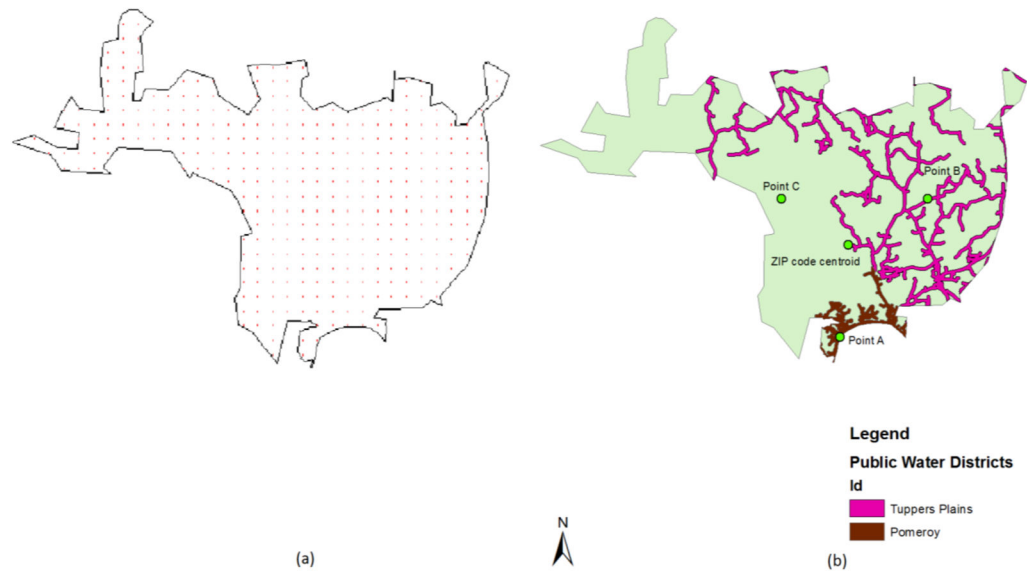 Point C
Point B
ZIP code centroid
Point A
Legend
Public Water Districts
Id
Tuppers Plains
Pomeroy
N
(a)
(b)